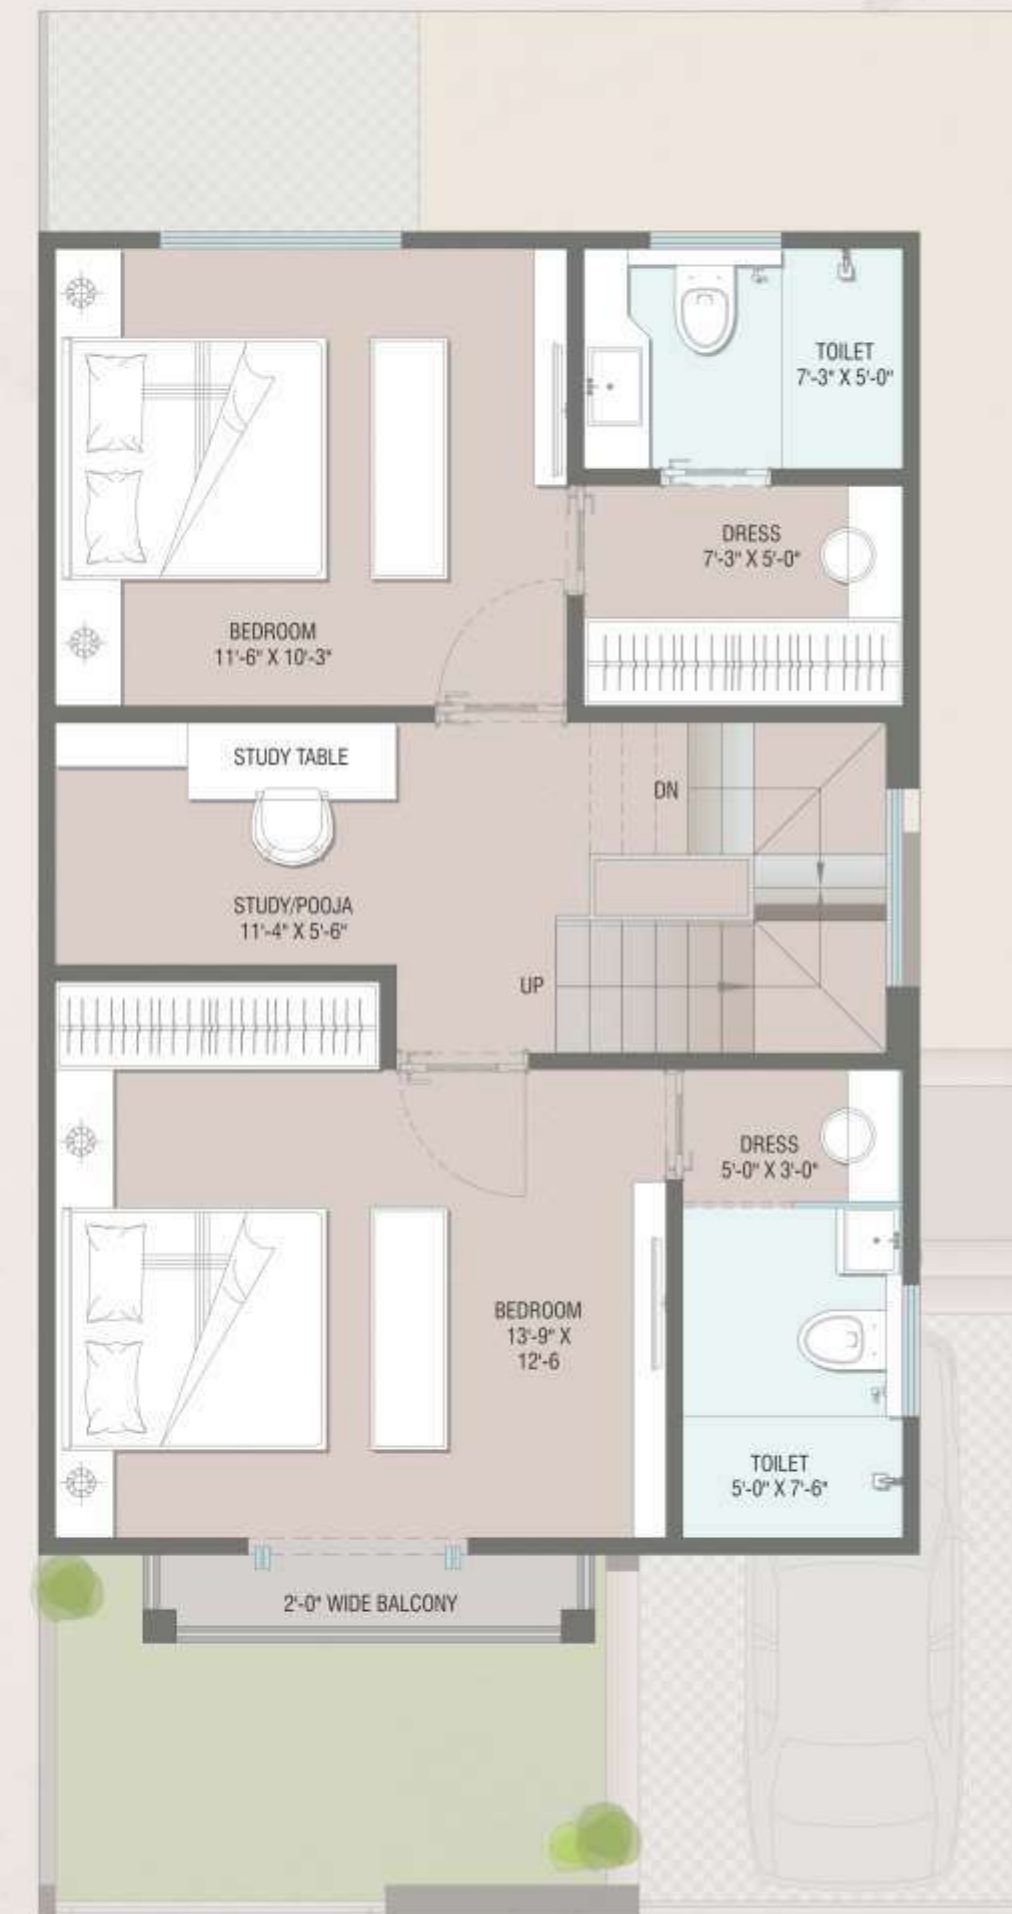 TOILET
7'-3" X 5'-0"
DRESS
7'-3" X 5'-0"
BEDROOM
11'-6" X 10'-3"
STUDY TABLE
DN
STUDY/POOJA
11'-4" X 5'-6"
UP
DRESS
5'-0" X 3'-0"
BEDROOM
13'-9" X
12'-6
TOILET
5'-0" X 7'-6"
2'-0" WIDE BALCONY